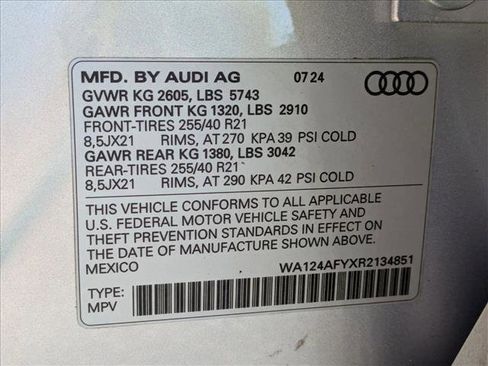 MFD. BY AUDI AG 07 24
GVWR KG 2605, LBS 5743
GAWR FRONT KG 1320, LBS 2910
FRONT-TIRES 255/40 R21
8,5JX21 RIMS, AT 270 KPA 39 PSI COLD
GAWR REAR KG 1380, LBS 3042
REAR-TIRES 255/40 R21
8,5JX21 RIMS, AT 290 KPA 42 PSI COLD
THIS VEHICLE CONFORMS TO ALL APPLICABLE
U.S. FEDERAL MOTOR VEHICLE SAFETY AND
THEFT PREVENTION STANDARDS IN EFFECT ON
THE DATE OF MANUFACTURE SHOWN ABOVE.
MEXICO WA124AFYXR2134851
TYPE:
MPV